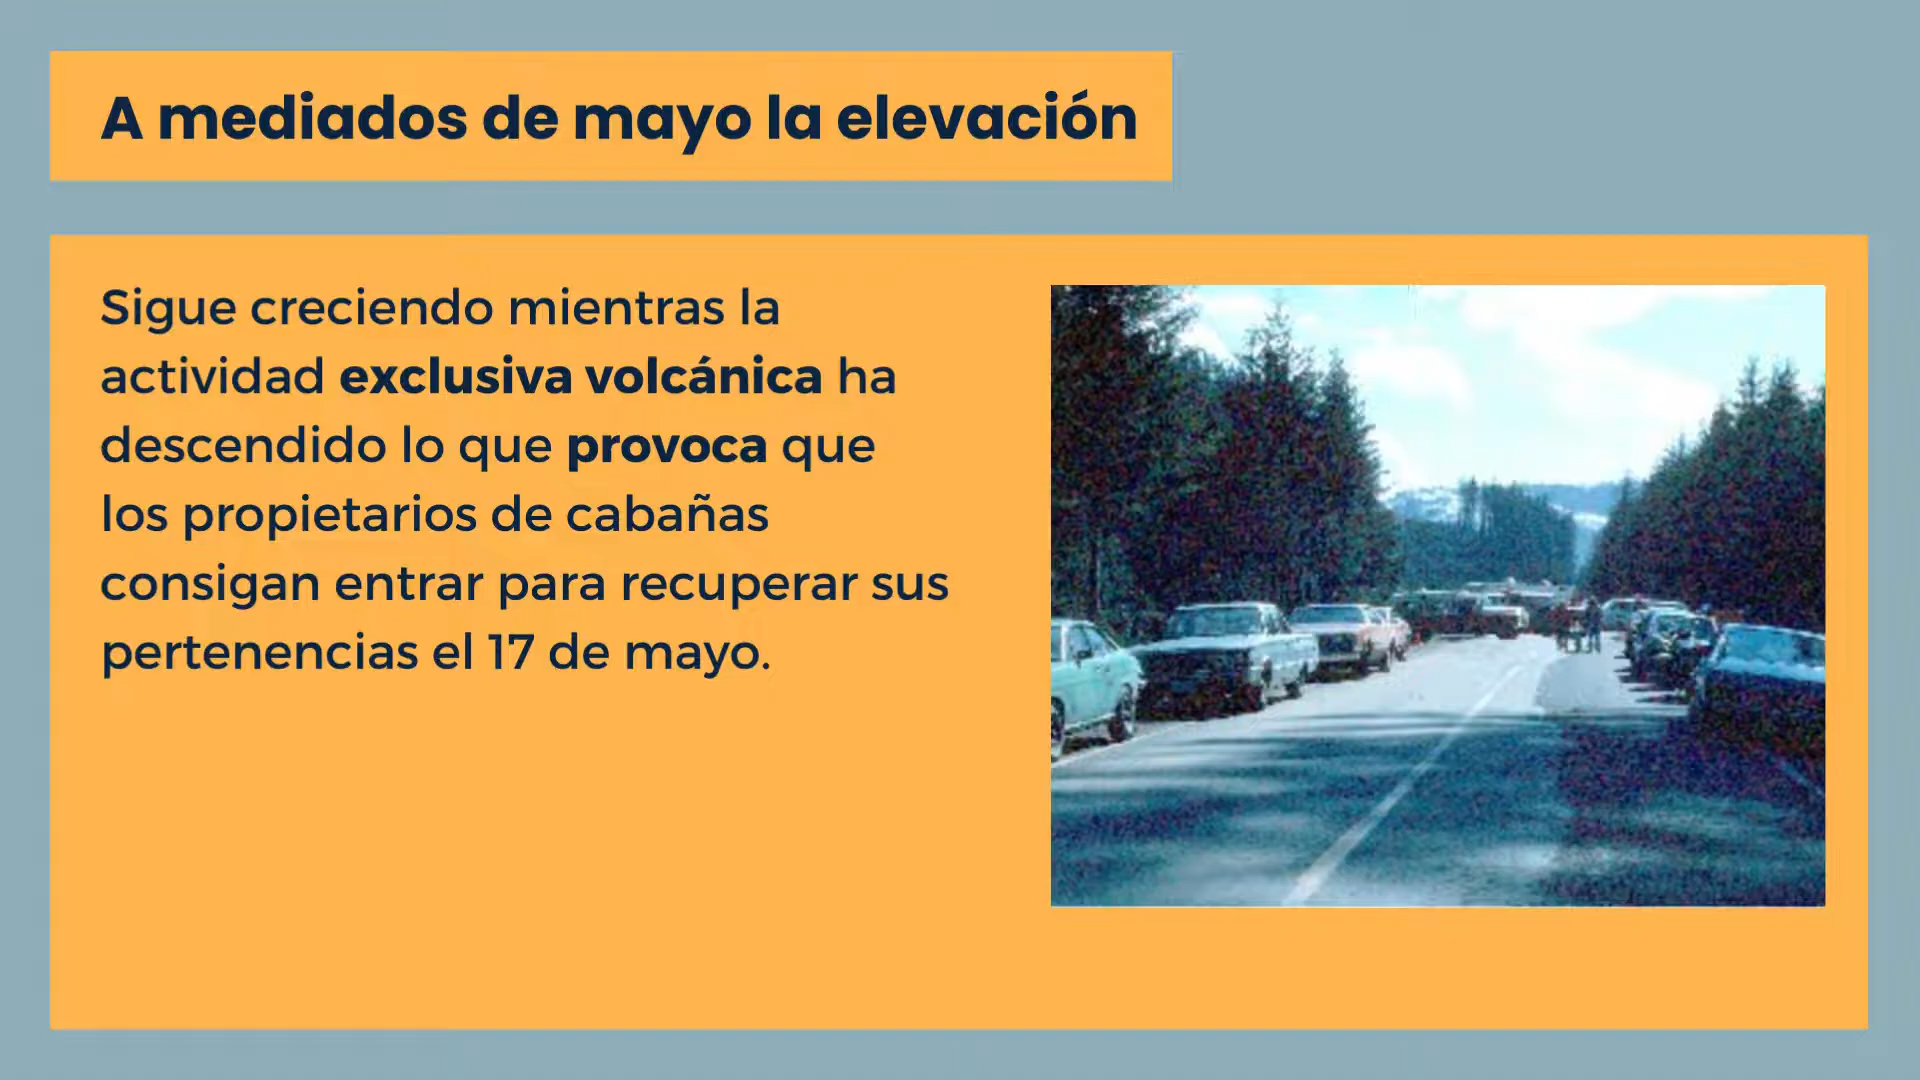 A mediados de mayo la elevación
Sigue creciendo mientras la
actividad exclusiva volcánica ha
descendido lo que provoca que
los propietarios de cabañas
consigan entrar para recuperar sus
pertenencias el 17 de mayo.